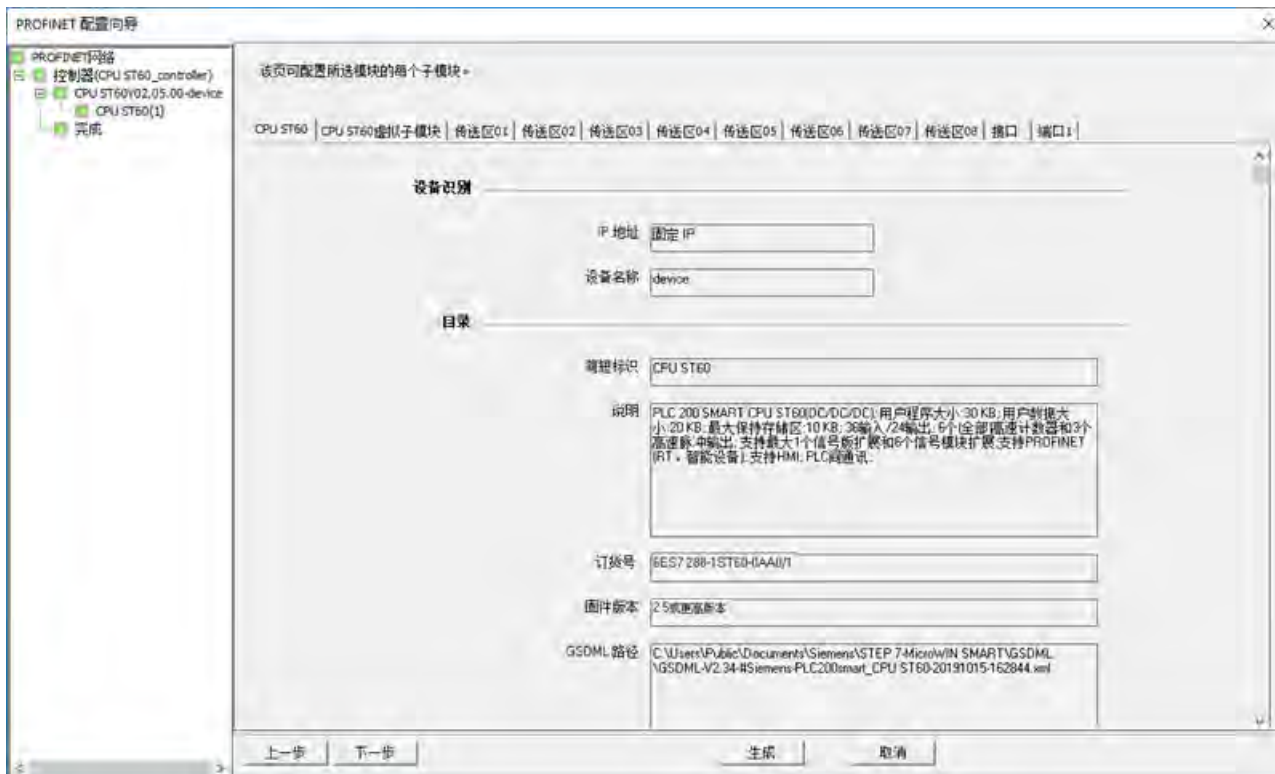 PROFINET 配置向导
PROFINET网络
控制器(CPU ST60_controller)
CPU ST60V02.05.00-device
CPU ST60(1)
完成
该页可配置所选模块的每个子模块。
CPU ST60 CPU ST60虚拟子模块 传送区01 传送区02 传送区03 传送区04 传送区05 传送区06 传送区07 传送区08 接口 端口1
设备识别
IP 地址 固定 IP
设备名称 device
目录
简短标识 CPU ST60
说明 PLC 200 SMART CPU ST60(DC/DC/DC); 用户程序大小:30 KB; 用户数据大
小:20 KB; 最大保持存储区:10 KB; 36输入/24输出; 6个(全部)高速计数器和3个
高速脉冲输出; 支持最大1个信号板扩展和6个信号模块扩展;支持PROFINET
(RT,智能设备);支持HMI; PLC间通讯;
订货号 6ES7 288-1ST60-0AA0/1
固件版本 2.5或更高版本
GSDML 路径 C:\Users\Public\Documents\Siemens\STEP 7-MicroWIN SMART\GSDML
\GSDML-V2.34-#Siemens-PLC200smart_CPU ST60-20191015-162844.xml
上一步 下一步 生成 取消